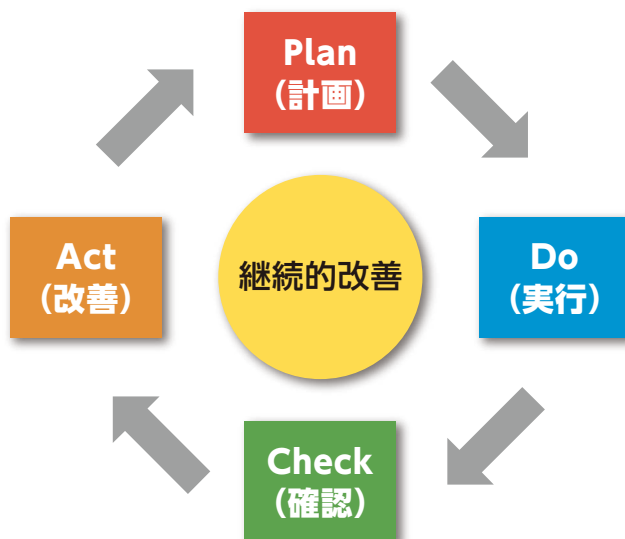 Plan
（計画）
Do
（実行）
Check
（確認）
Act
（改善）
継続的改善